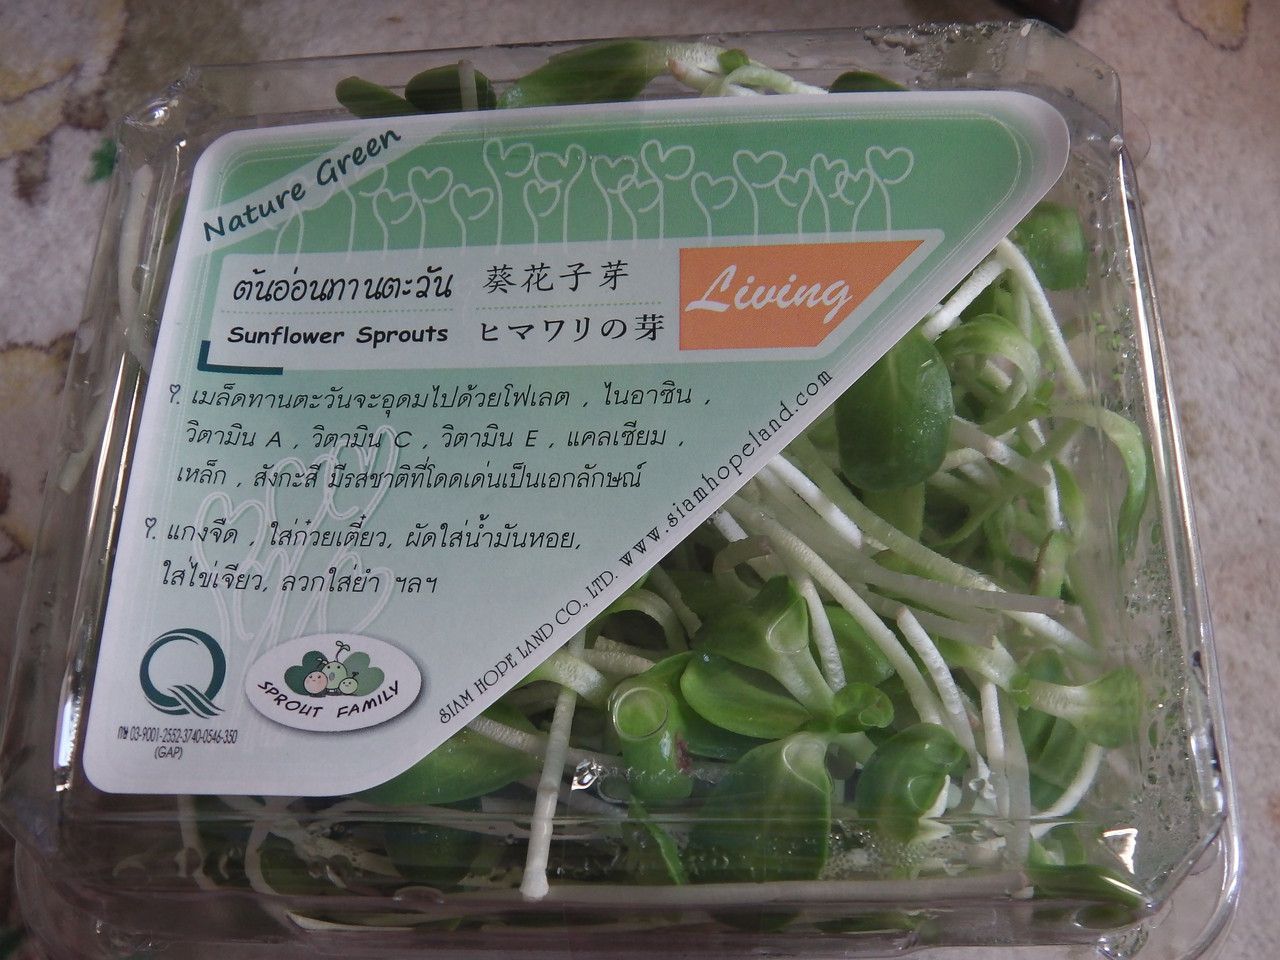 Nature Green
ต้นอ่อนทานตะวัน 葵花子芽
Sunflower Sprouts ヒマワリの芽
Living
เมล็ดทานตะวันจะอุดมไปด้วยโฟเลต , ไนอาซิน ,
วิตามิน A , วิตามิน C , วิตามิน E , แคลเซียม ,
เหล็ก , สังกะสี มีรสชาติที่โดดเด่นเป็นเอกลักษณ์
แกงจืด , ใส่ก๋วยเตี๋ยว, ผัดใส่น้ำมันหอย,
ใส่ไข่เจียว, ลวกใส่ยำ ฯลฯ
SIAM HOPE LAND CO., LTD. www.siamhopeland.com
Q
SPROUT FAMILY
กษ 03-9001-2552-3740-0546-350
(GAP)